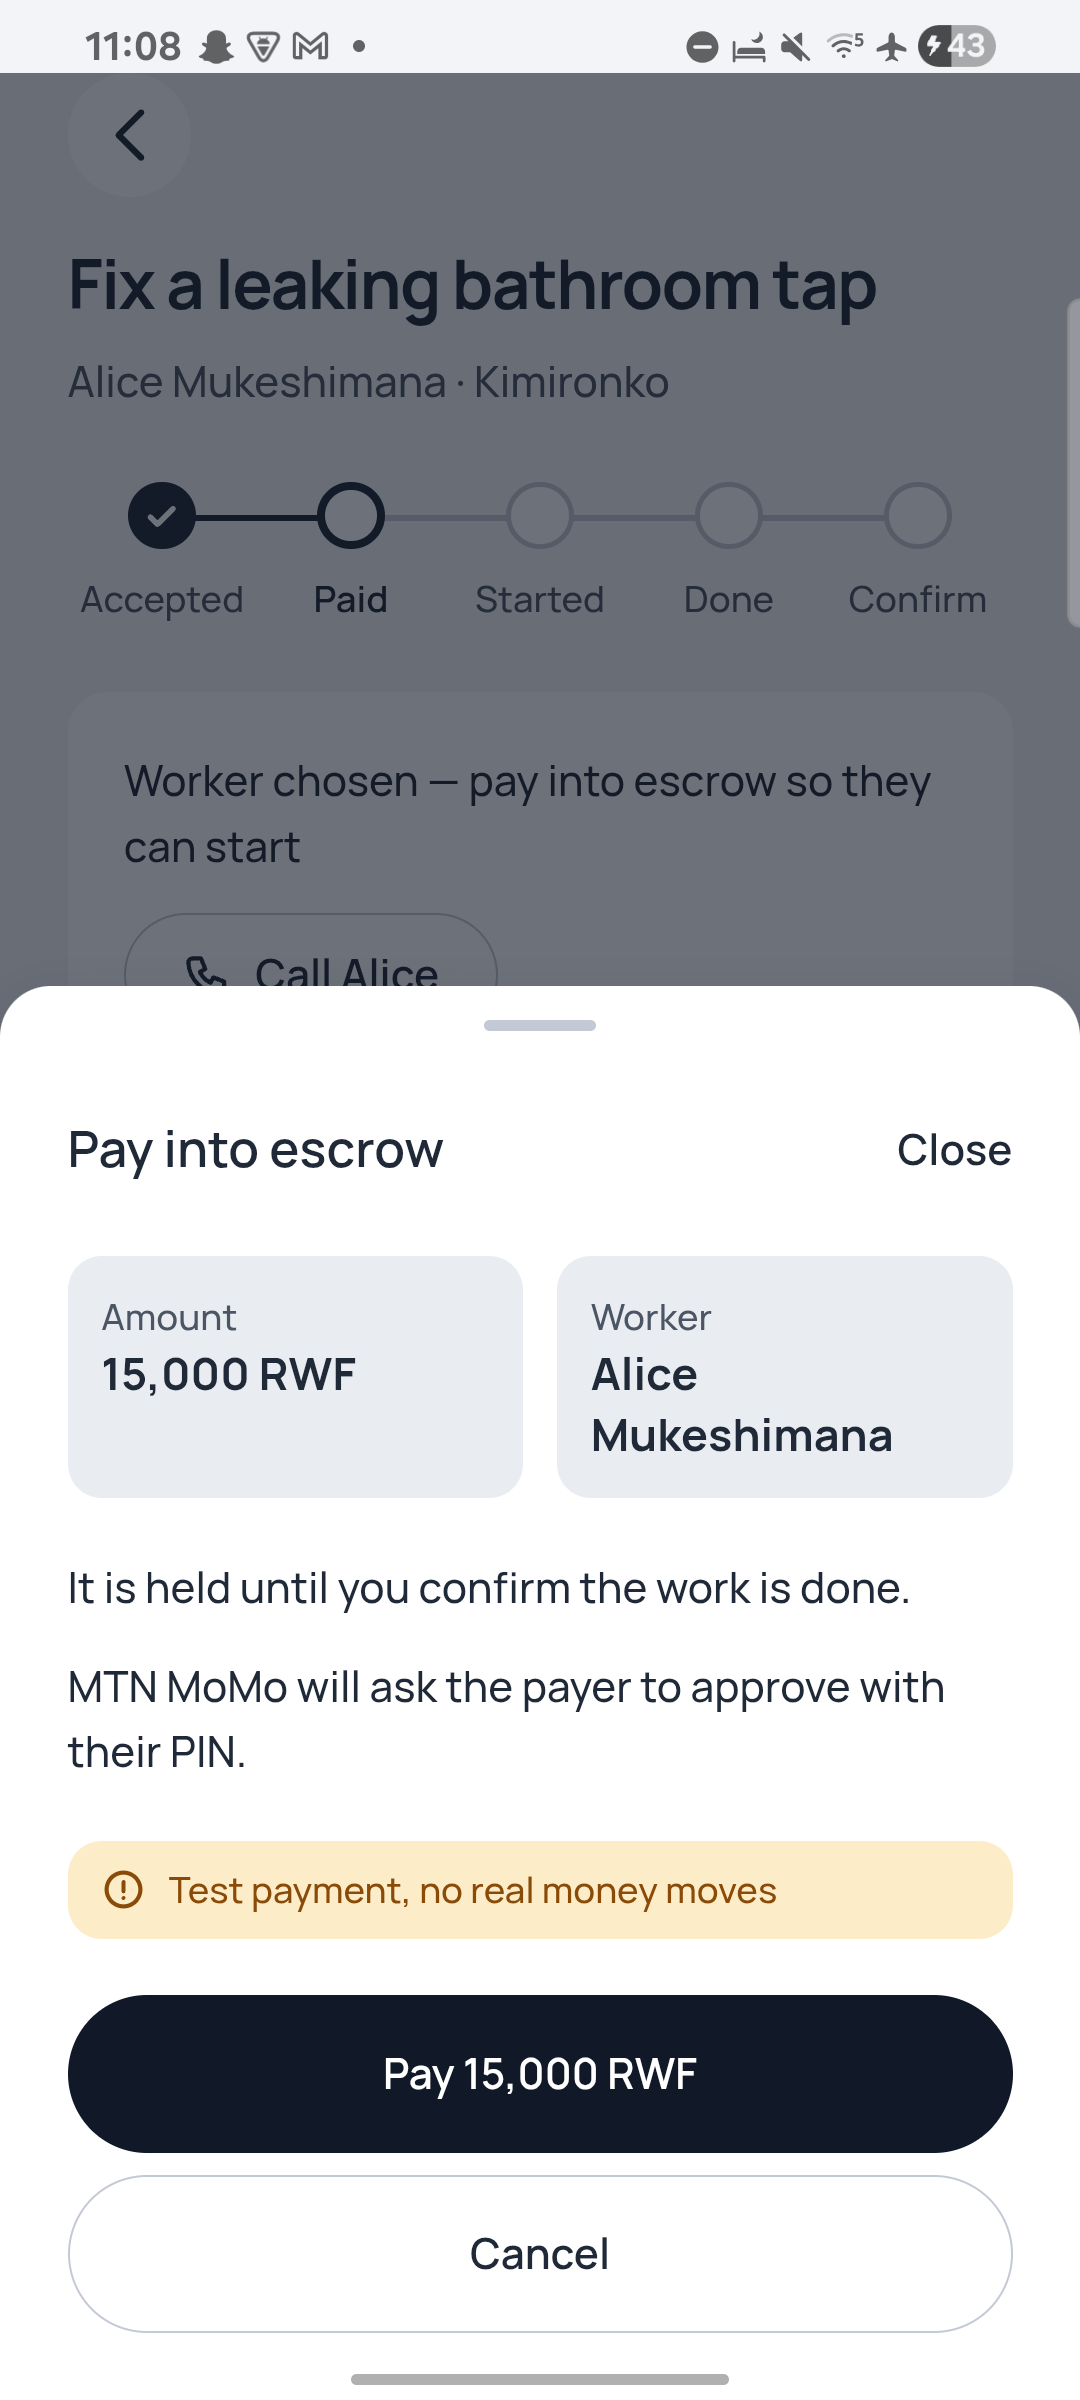 11:08
5
43
Fix a leaking bathroom tap
Alice Mukeshimana · Kimironko
Accepted
Paid
Started
Done
Confirm
Worker chosen — pay into escrow so they
can start
Call Alice
Pay into escrow
Close
Amount
15,000 RWF
Worker
Alice
Mukeshimana
It is held until you confirm the work is done.
MTN MoMo will ask the payer to approve with
their PIN.
Test payment, no real money moves
Pay 15,000 RWF
Cancel